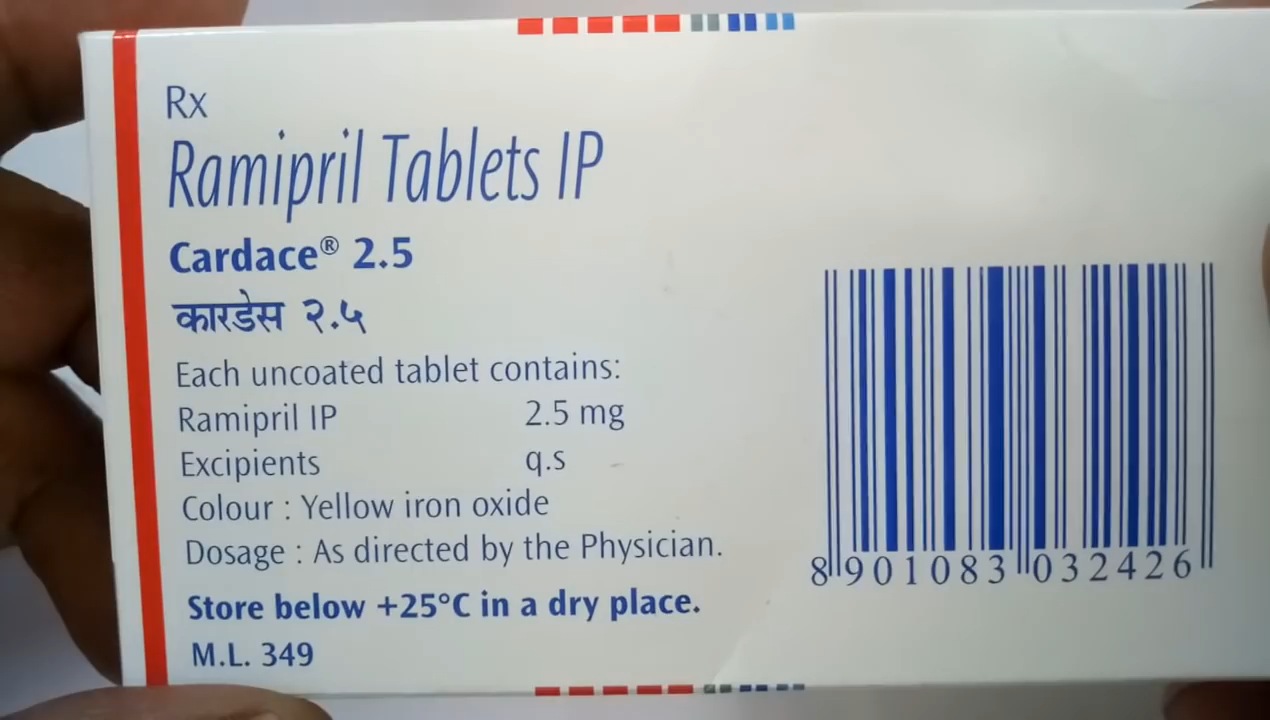 Rx
Ramipril Tablets IP
Cardace® 2.5
कारडेस २.५
Each uncoated tablet contains:
Ramipril IP 2.5 mg
Excipients q.s
Colour : Yellow iron oxide
Dosage : As directed by the Physician.
Store below +25°C in a dry place.
M.L. 349
8 901083 032426